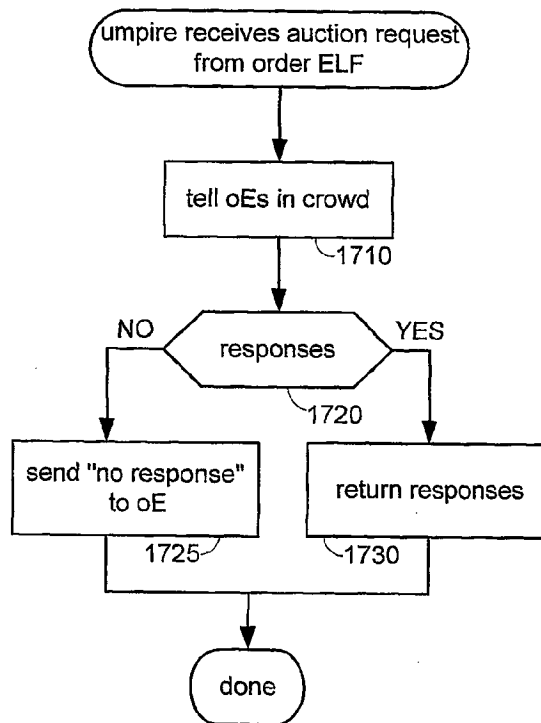 umpire receives auction request
from order ELF
tell oEs in crowd
1710
NO
YES
responses
1720
send "no response"
to oE
return responses
1725
1730
done